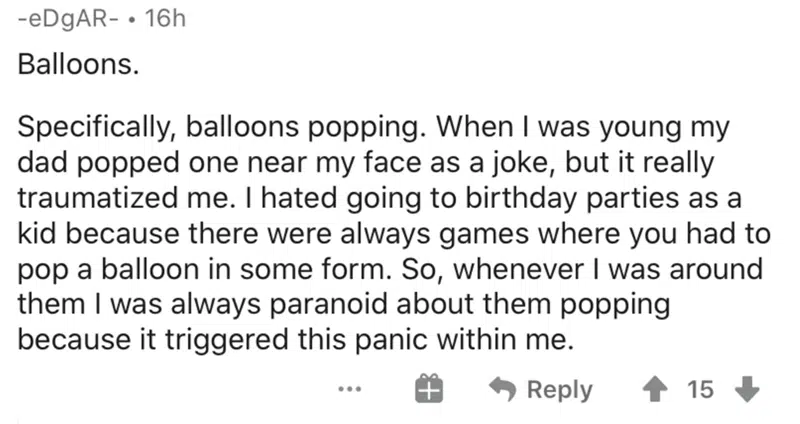 -eDgAR- • 16h
Balloons.
Specifically, balloons popping. When I was young my
dad popped one near my face as a joke, but it really
traumatized me. I hated going to birthday parties as a
kid because there were always games where you had to
pop a balloon in some form. So, whenever I was around
them I was always paranoid about them popping
because it triggered this panic within me.
Reply 15